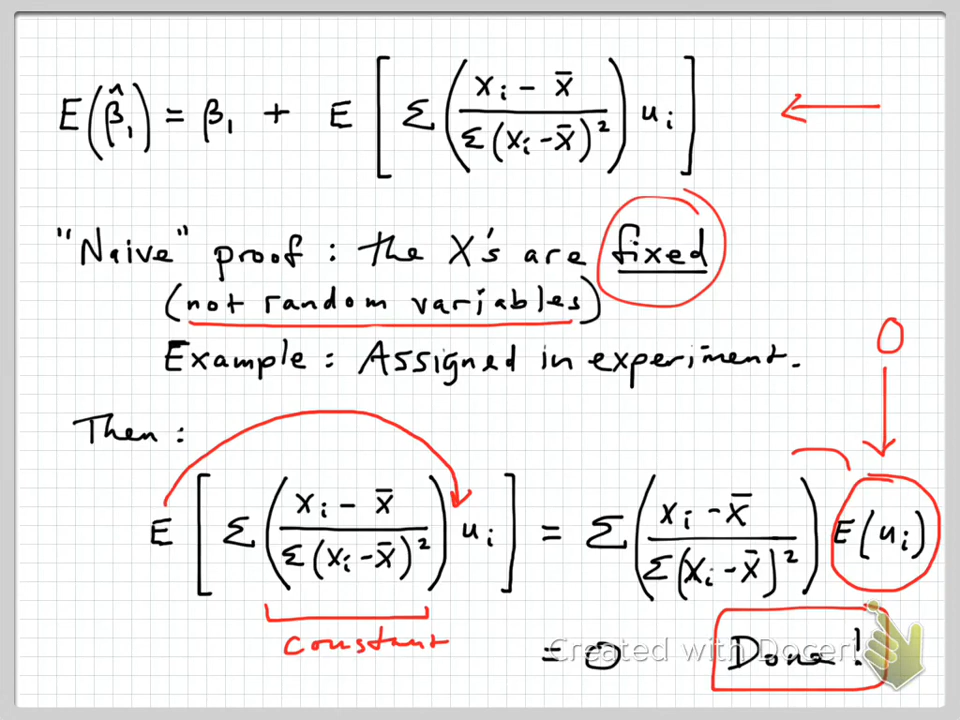 E(β̂₁) = β₁ + E [ Σ ( (Xᵢ - X̄) / Σ(Xᵢ-X̄)² ) uᵢ ] ←
"Naive" proof : the X's are fixed
(not random variables)
Example : Assigned in experiment.
0
Then :
E [ Σ ( (Xᵢ - X̄) / Σ(Xᵢ-X̄)² ) uᵢ ] = Σ ( (Xᵢ - X̄) / Σ(Xᵢ-X̄)² ) E(uᵢ)
constant
= 0 Done!
Created with Doceri